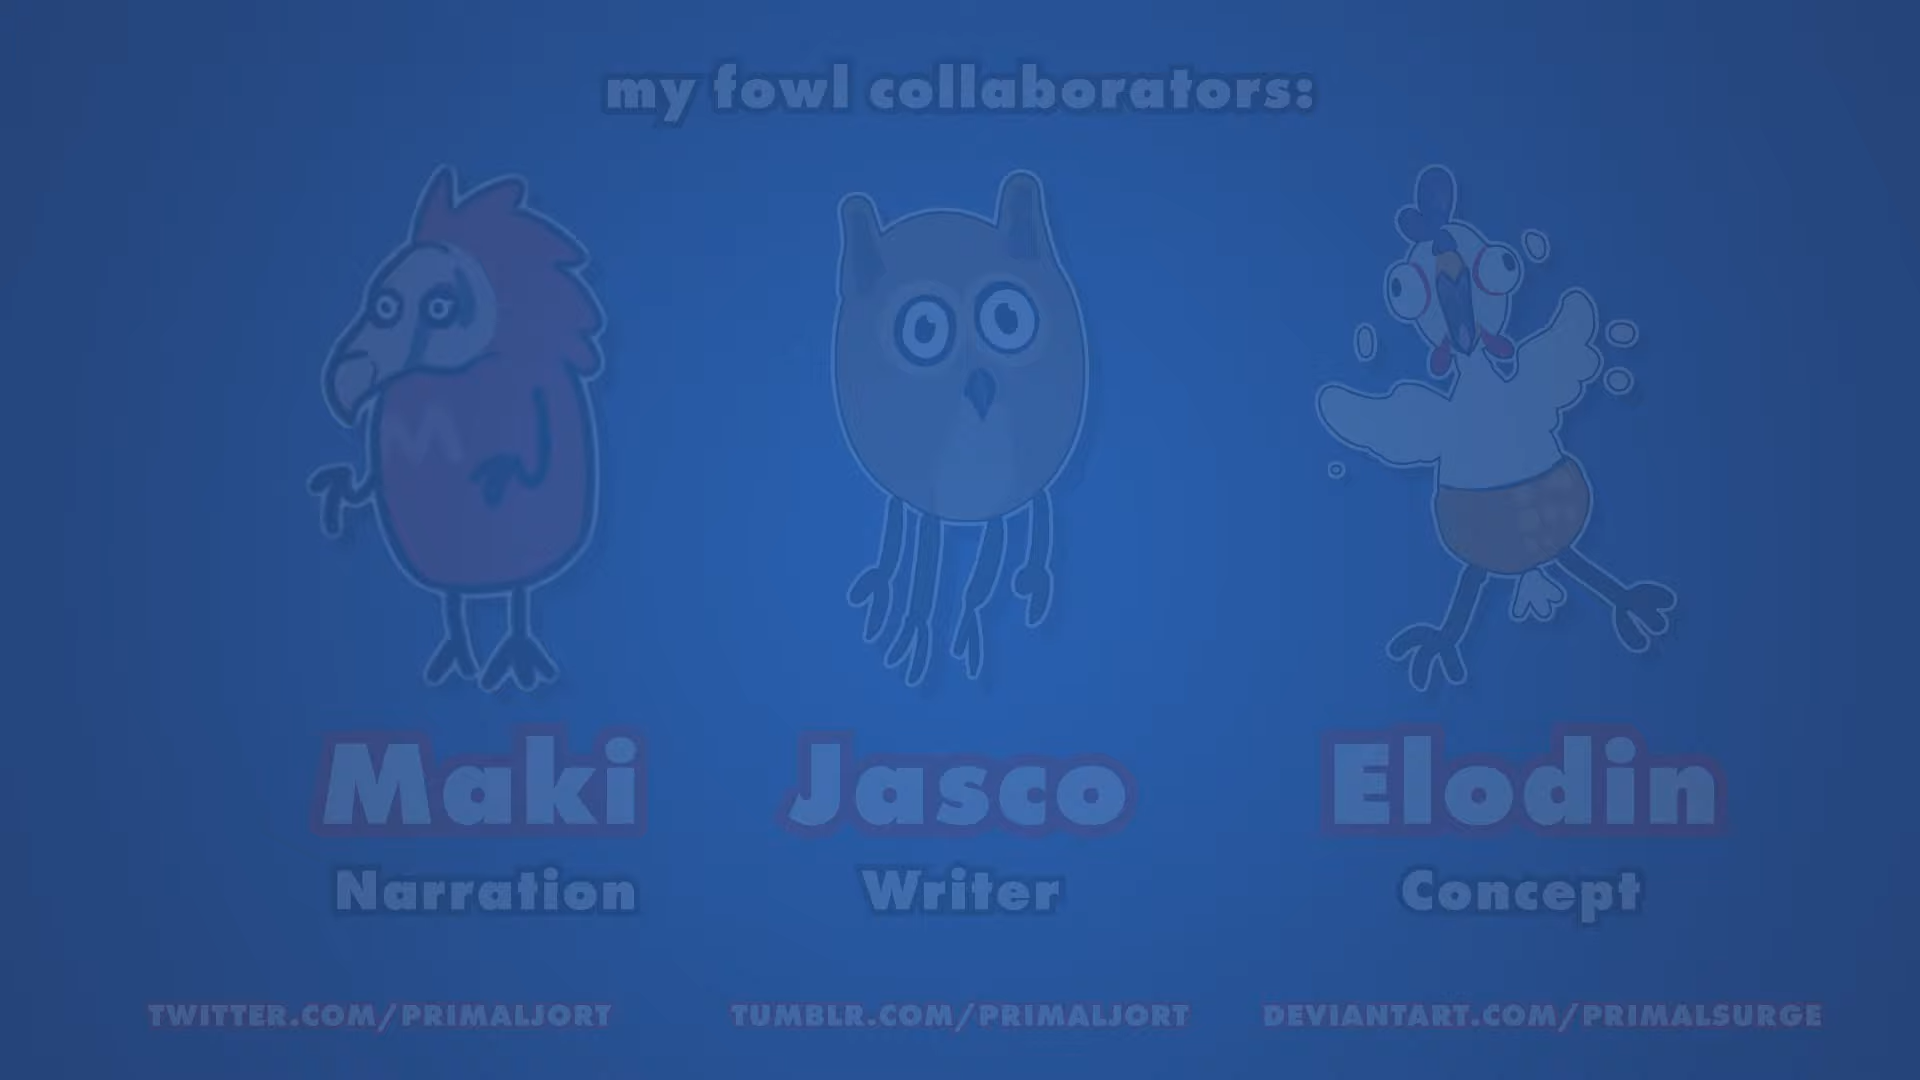 my fowl collaborators:
M
Maki
Jasco
Elodin
Narration
Writer
Concept
TWITTER.COM/PRIMALJORT
TUMBLR.COM/PRIMALJORT
DEVIANTART.COM/PRIMALSURGE